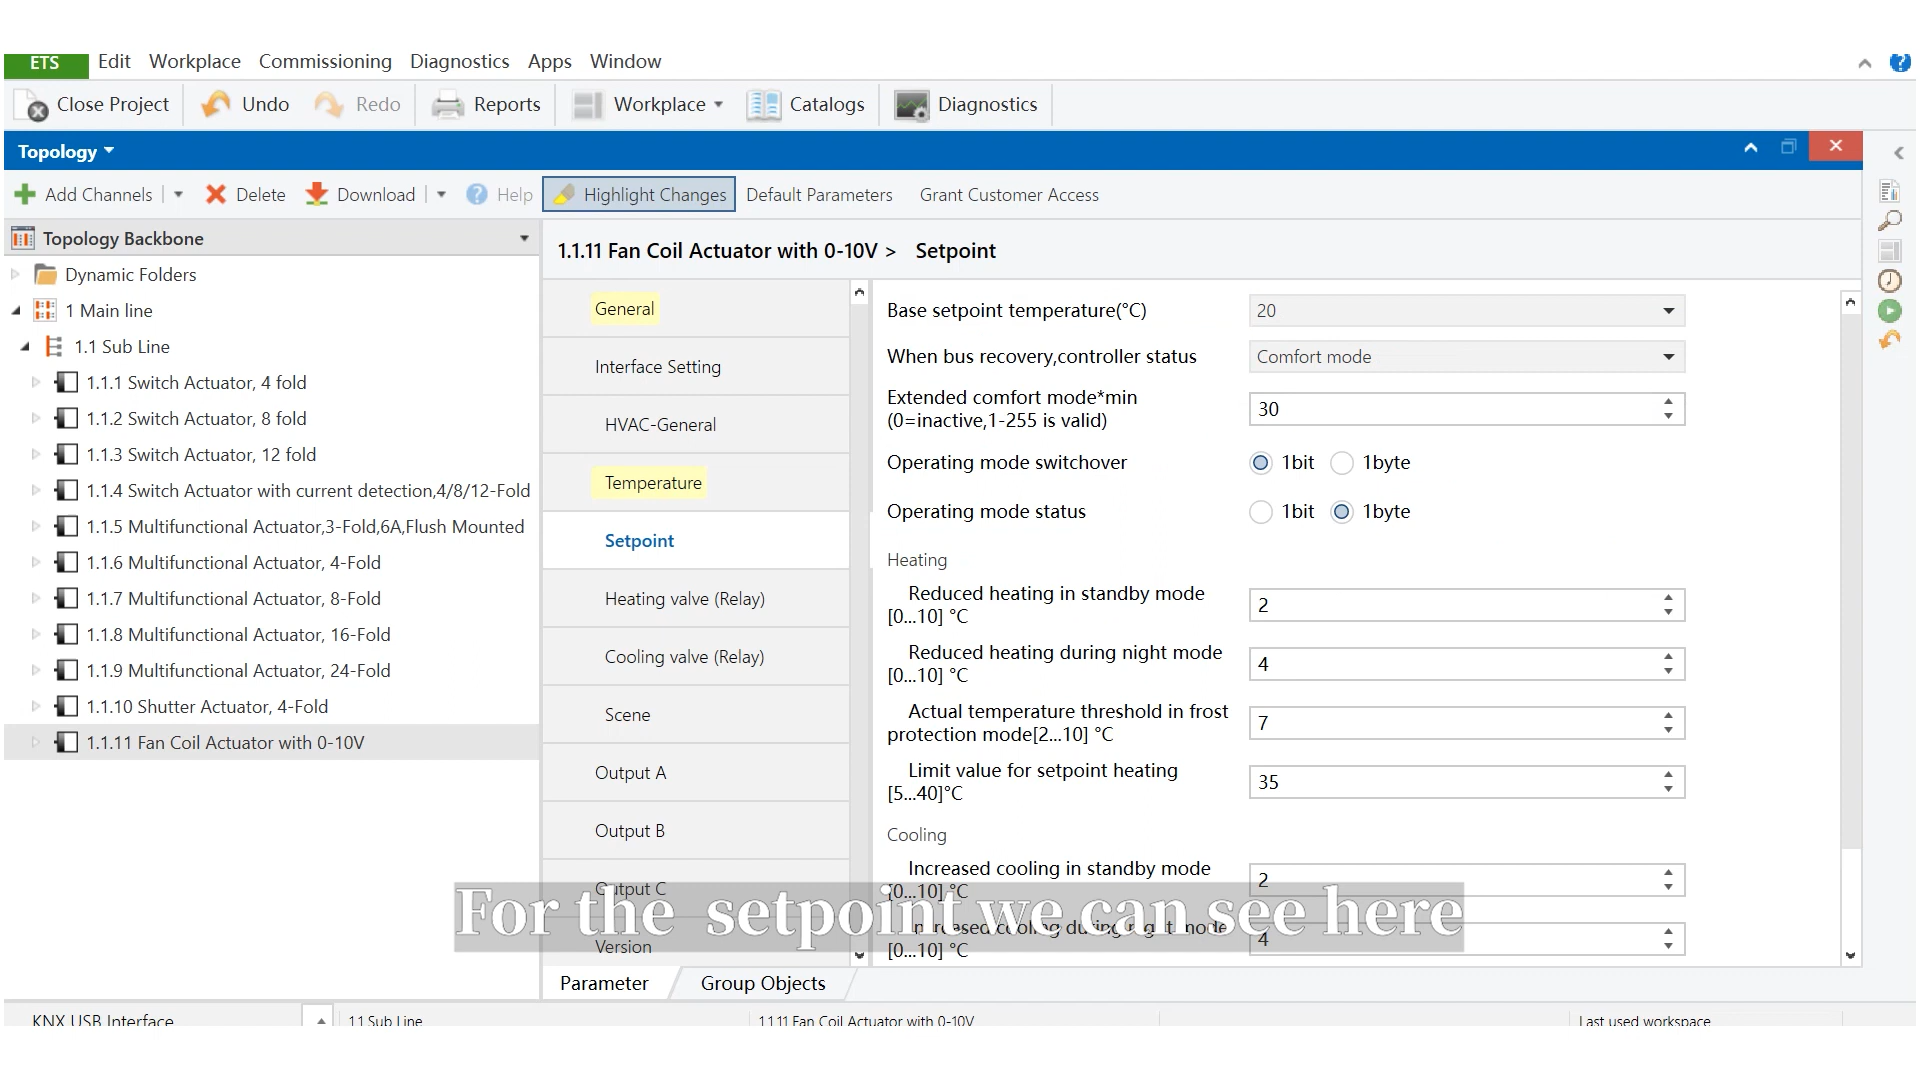 ETS Edit Workplace Commissioning Diagnostics Apps Window
Close Project Undo Redo Reports Workplace Catalogs Diagnostics
Topology
Add Channels Delete Download Help Highlight Changes Default Parameters Grant Customer Access
Topology Backbone
Dynamic Folders
1 Main line
1.1 Sub Line
1.1.1 Switch Actuator, 4 fold
1.1.2 Switch Actuator, 8 fold
1.1.3 Switch Actuator, 12 fold
1.1.4 Switch Actuator with current detection,4/8/12-Fold
1.1.5 Multifunctional Actuator,3-Fold,6A,Flush Mounted
1.1.6 Multifunctional Actuator, 4-Fold
1.1.7 Multifunctional Actuator, 8-Fold
1.1.8 Multifunctional Actuator, 16-Fold
1.1.9 Multifunctional Actuator, 24-Fold
1.1.10 Shutter Actuator, 4-Fold
1.1.11 Fan Coil Actuator with 0-10V
1.1.11 Fan Coil Actuator with 0-10V > Setpoint
General
Interface Setting
HVAC-General
Temperature
Setpoint
Heating valve (Relay)
Cooling valve (Relay)
Scene
Output A
Output B
Output C
Version
Base setpoint temperature(°C) 20
When bus recovery,controller status Comfort mode
Extended comfort mode*min
(0=inactive,1-255 is valid) 30
Operating mode switchover 1bit 1byte
Operating mode status 1bit 1byte
Heating
Reduced heating in standby mode
[0...10] °C 2
Reduced heating during night mode
[0...10] °C 4
Actual temperature threshold in frost
protection mode[2...10] °C 7
Limit value for setpoint heating
[5...40]°C 35
Cooling
Increased cooling in standby mode
[0...10] °C 2
Increased cooling during night mode
[0...10] °C 4
For the setpoint we can see here
Parameter Group Objects
KNX USB Interface 1.1 Sub Line 1.1.11 Fan Coil Actuator with 0-10V Last used workspace